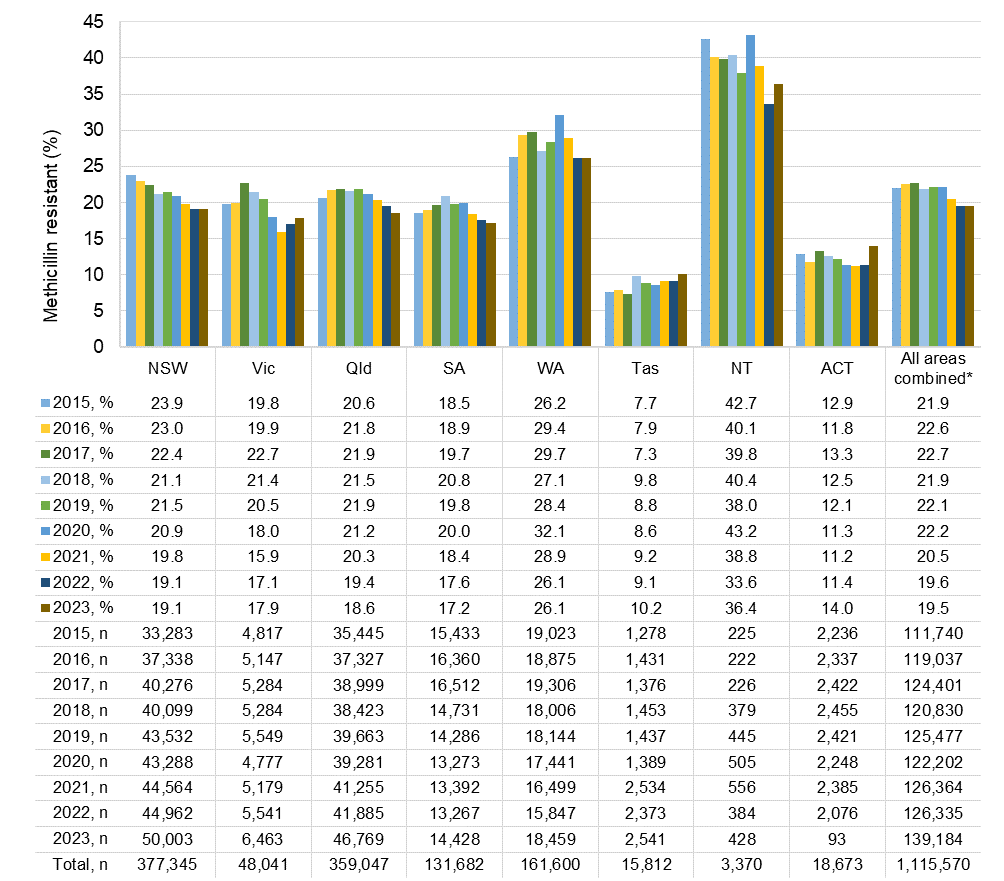 45
40
35
30
25
20
15
10
5
0
Methicillin resistant (%)
NSW Vic Qld SA WA Tas NT ACT All areas combined*
2015, % 23.9 19.8 20.6 18.5 26.2 7.7 42.7 12.9 21.9
2016, % 23.0 19.9 21.8 18.9 29.4 7.9 40.1 11.8 22.6
2017, % 22.4 22.7 21.9 19.7 29.7 7.3 39.8 13.3 22.7
2018, % 21.1 21.4 21.5 20.8 27.1 9.8 40.4 12.5 21.9
2019, % 21.5 20.5 21.9 19.8 28.4 8.8 38.0 12.1 22.1
2020, % 20.9 18.0 21.2 20.0 32.1 8.6 43.2 11.3 22.2
2021, % 19.8 15.9 20.3 18.4 28.9 9.2 38.8 11.2 20.5
2022, % 19.1 17.1 19.4 17.6 26.1 9.1 33.6 11.4 19.6
2023, % 19.1 17.9 18.6 17.2 26.1 10.2 36.4 14.0 19.5
2015, n 33,283 4,817 35,445 15,433 19,023 1,278 225 2,236 111,740
2016, n 37,338 5,147 37,327 16,360 18,875 1,431 222 2,337 119,037
2017, n 40,276 5,284 38,999 16,512 19,306 1,376 226 2,422 124,401
2018, n 40,099 5,284 38,423 14,731 18,006 1,453 379 2,455 120,830
2019, n 43,532 5,549 39,663 14,286 18,144 1,437 445 2,421 125,477
2020, n 43,288 4,777 39,281 13,273 17,441 1,389 505 2,248 122,202
2021, n 44,564 5,179 41,255 13,392 16,499 2,534 556 2,385 126,364
2022, n 44,962 5,541 41,885 13,267 15,847 2,373 384 2,076 126,335
2023, n 50,003 6,463 46,769 14,428 18,459 2,541 428 93 139,184
Total, n 377,345 48,041 359,047 131,682 161,600 15,812 3,370 18,673 1,115,570